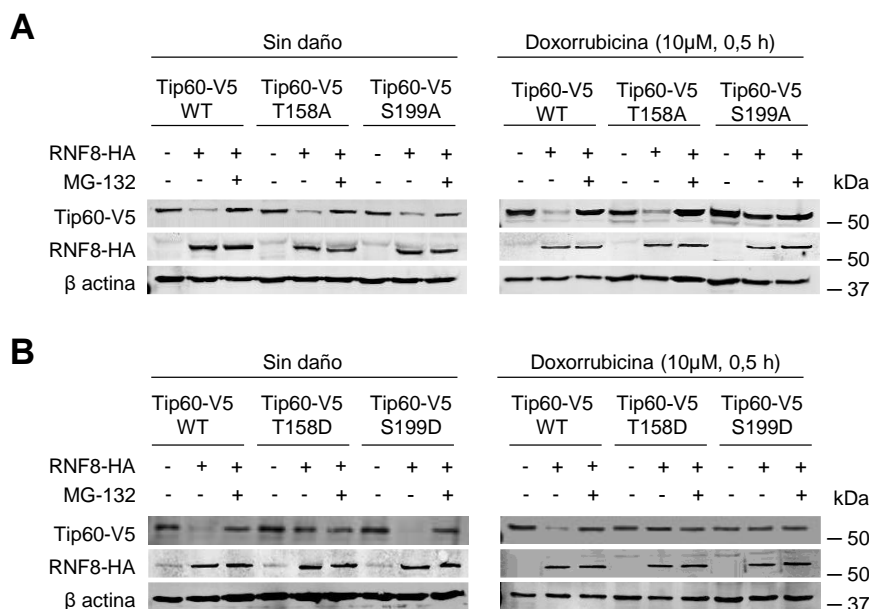 A
Sin daño
Doxorrubicina (10µM, 0,5 h)
Tip60-V5 WT
Tip60-V5 T158A
Tip60-V5 S199A
Tip60-V5 WT
Tip60-V5 T158A
Tip60-V5 S199A
RNF8-HA - + + - + + - + + - + + - + + - + +
MG-132 - - + - - + - - + - - + - - + - - + kDa
Tip60-V5 – 50
RNF8-HA – 50
β actina – 37
B
Sin daño
Doxorrubicina (10µM, 0,5 h)
Tip60-V5 WT
Tip60-V5 T158D
Tip60-V5 S199D
Tip60-V5 WT
Tip60-V5 T158D
Tip60-V5 S199D
RNF8-HA - + + - + + - + + - + + - + + - + +
MG-132 - - + - - + - - + - - + - - + - - + kDa
Tip60-V5 – 50
RNF8-HA – 50
β actina – 37